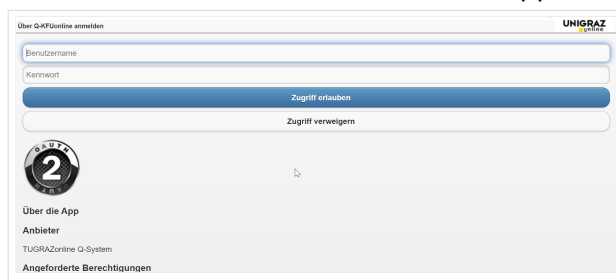 Über Q-KFUonline anmelden
UNIGRAZ
online
Benutzername
Kennwort
Zugriff erlauben
Zugriff verweigern
OAUTH
2
OAUTH
Über die App
Anbieter
TUGRAZonline Q-System
Angeforderte Berechtigungen